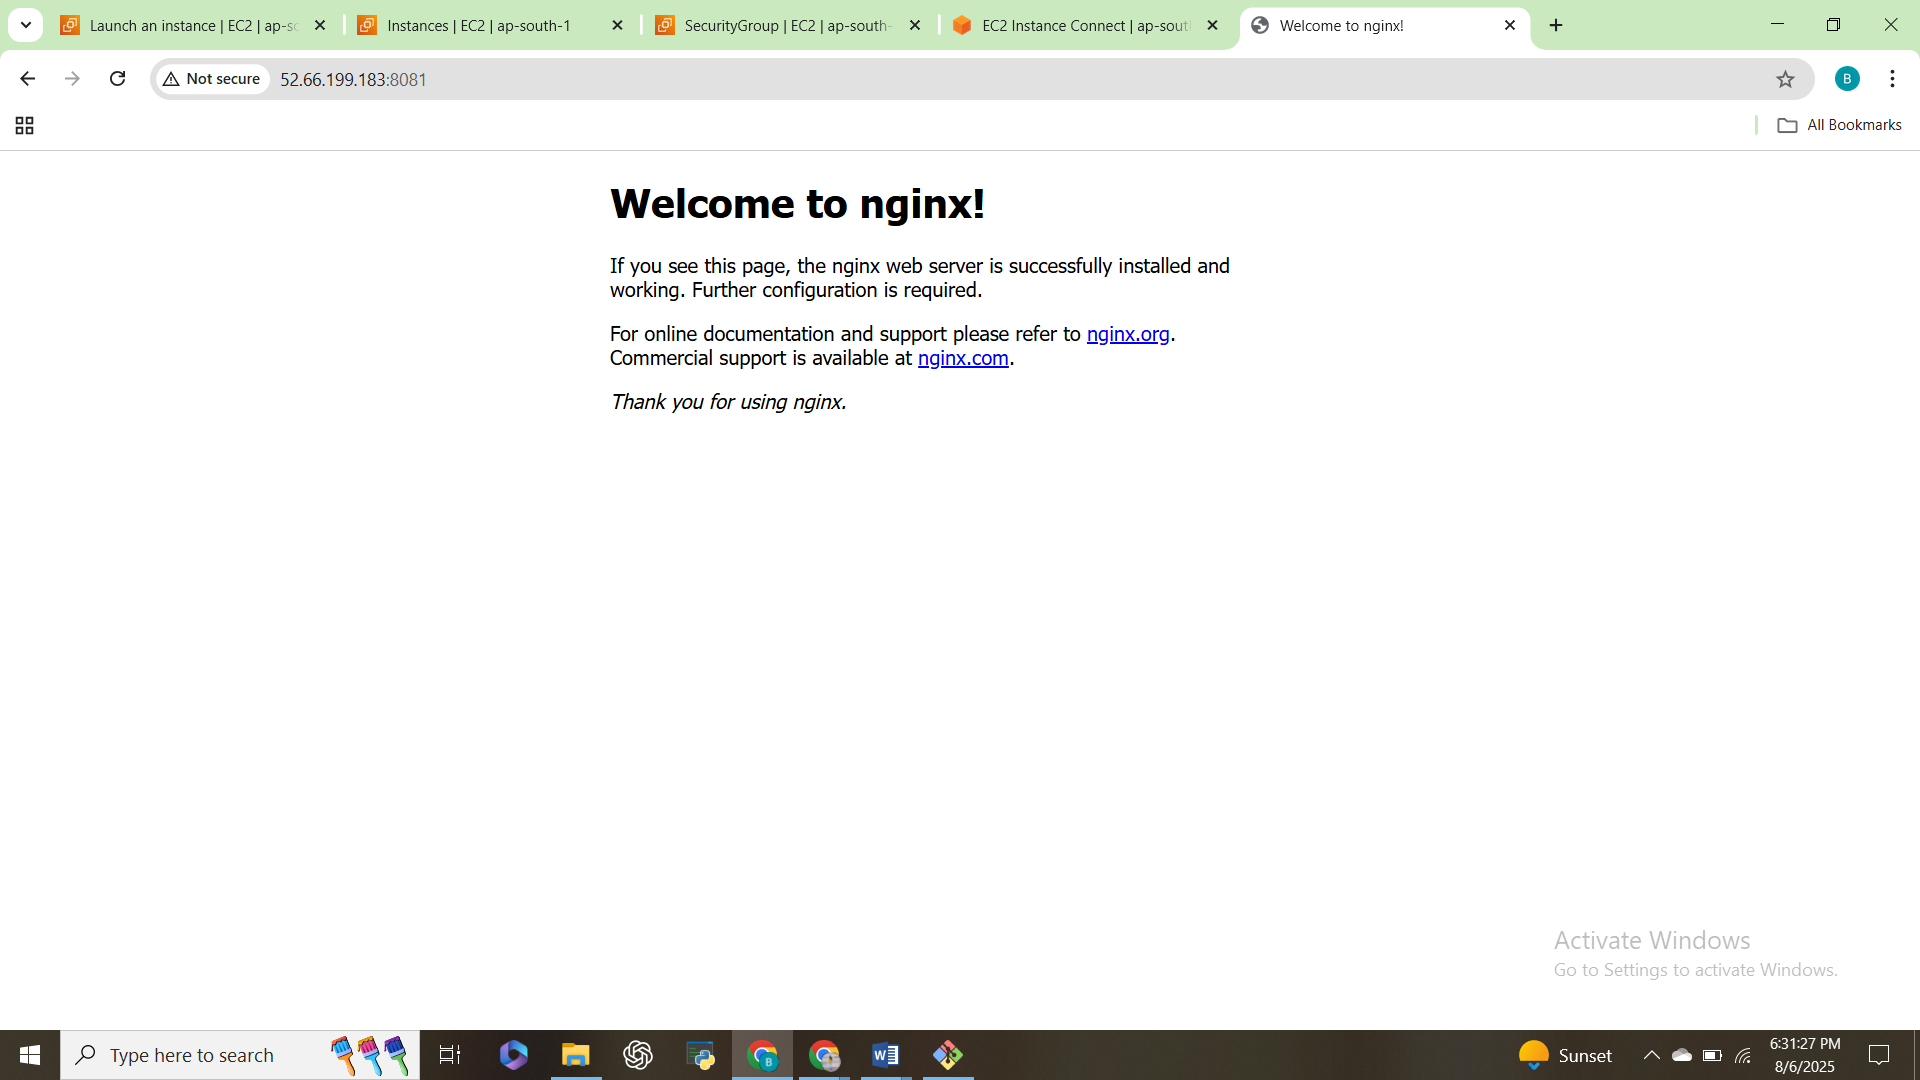 Launch an instance | EC2 | ap-so
Instances | EC2 | ap-south-1
SecurityGroup | EC2 | ap-south-
EC2 Instance Connect | ap-sout
Welcome to nginx!
Not secure
52.66.199.183:8081
B
All Bookmarks
Welcome to nginx!
If you see this page, the nginx web server is successfully installed and
working. Further configuration is required.
For online documentation and support please refer to nginx.org.
Commercial support is available at nginx.com.
Thank you for using nginx.
Activate Windows
Go to Settings to activate Windows.
Type here to search
B
Sunset
6:31:27 PM
8/6/2025